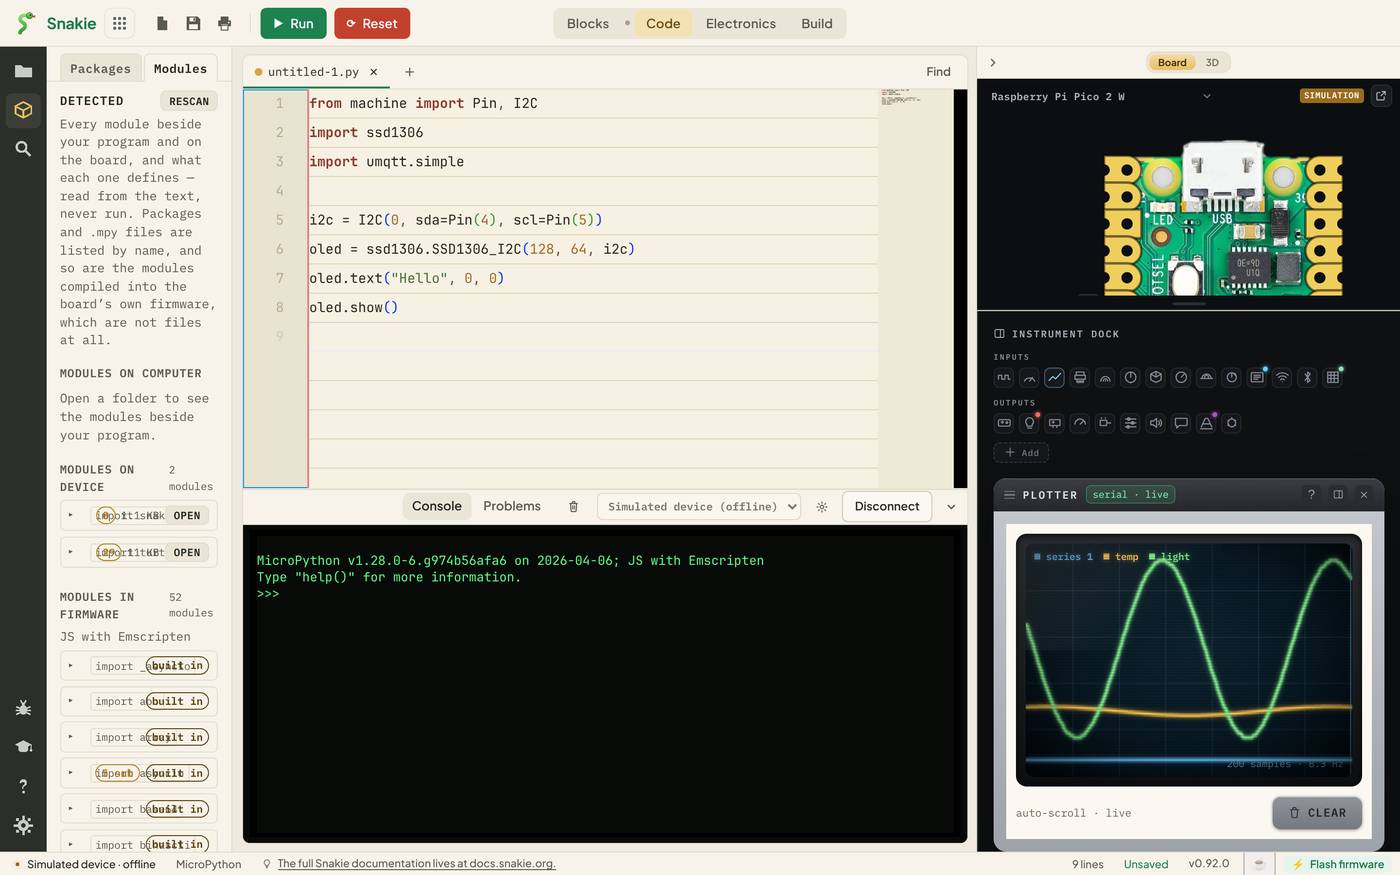 Snakie
Run
Reset
Blocks
Code
Electronics
Build
Packages
Modules
DETECTED
RESCAN
Every module beside
your program and on
the board, and what
each one defines —
read from the text,
never run. Packages
and .mpy files are
listed by name, and
so are the modules
compiled into the
board's own firmware,
which are not files
at all.
MODULES ON COMPUTER
Open a folder to see
the modules beside
your program.
MODULES ON
DEVICE
2
modules
OPEN
OPEN
MODULES IN
FIRMWARE
52
modules
JS with Emscripten
import
built in
import
built in
import
built in
built in
import
built in
import
built in
untitled-1.py
Find
1 from machine import Pin, I2C
2 import ssd1306
3 import umqtt.simple
4
5 i2c = I2C(0, sda=Pin(4), scl=Pin(5))
6 oled = ssd1306.SSD1306_I2C(128, 64, i2c)
7 oled.text("Hello", 0, 0)
8 oled.show()
9
Console
Problems
Simulated device (offline)
Disconnect
MicroPython v1.28.0-6.g974b56afa6 on 2026-04-06; JS with Emscripten
Type "help()" for more information.
>>>
Board
3D
Raspberry Pi Pico 2 W
SIMULATION
LED
USB
39
OTSEL
INSTRUMENT DOCK
INPUTS
OUTPUTS
+ Add
PLOTTER
serial · live
?
series 1
temp
light
200 samples · 8.3 Hz
auto-scroll · live
CLEAR
Simulated device · offline
MicroPython
The full Snakie documentation lives at docs.snakie.org.
9 lines
Unsaved
v0.92.0
Flash firmware